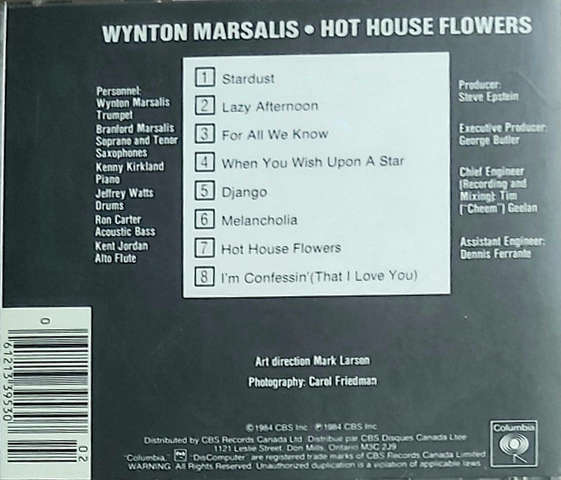 WYNTON MARSALIS • HOT HOUSE FLOWERS
Personnel:
Wynton Marsalis
Trumpet
Branford Marsalis
Soprano and Tenor
Saxophones
Kenny Kirkland
Piano
Jeffrey Watts
Drums
Ron Carter
Acoustic Bass
Kent Jordan
Alto Flute
1 Stardust
2 Lazy Afternoon
3 For All We Know
4 When You Wish Upon A Star
5 Django
6 Melancholia
7 Hot House Flowers
8 I'm Confessin' (That I Love You)
Producer:
Steve Epstein
Executive Producer:
George Butler
Chief Engineer
(Recording and
Mixing): Tim
("Cheem") Geelan
Assistant Engineer:
Dennis Ferrante
Art direction Mark Larson
Photography: Carol Friedman
0 61213 39530 02
© 1984 CBS Inc. ℗ 1984 CBS Inc.
Distributed by CBS Records Canada Ltd. Distribué par CBS Disques Canada Ltée
1121 Leslie Street, Don Mills, Ontario M3C 2J9
"Columbia," "DisComputer" are registered trade marks of CBS Records Canada Limited.
WARNING: All Rights Reserved. Unauthorized duplication is a violation of applicable laws.
Columbia